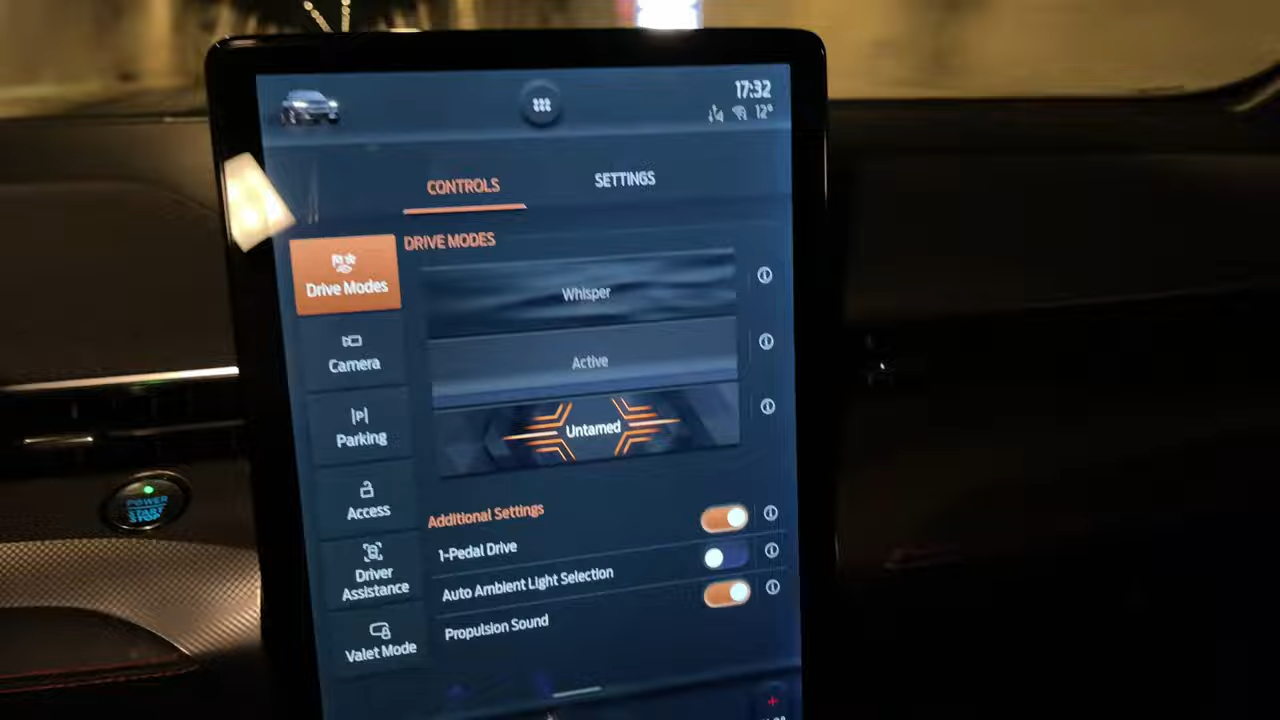 17:32
12°
CONTROLS
SETTINGS
DRIVE MODES
Drive Modes
Whisper
Camera
Active
Parking
Untamed
Access
Additional Settings
1-Pedal Drive
Driver
Assistance
Auto Ambient Light Selection
Propulsion Sound
Valet Mode
POWER
START
STOP